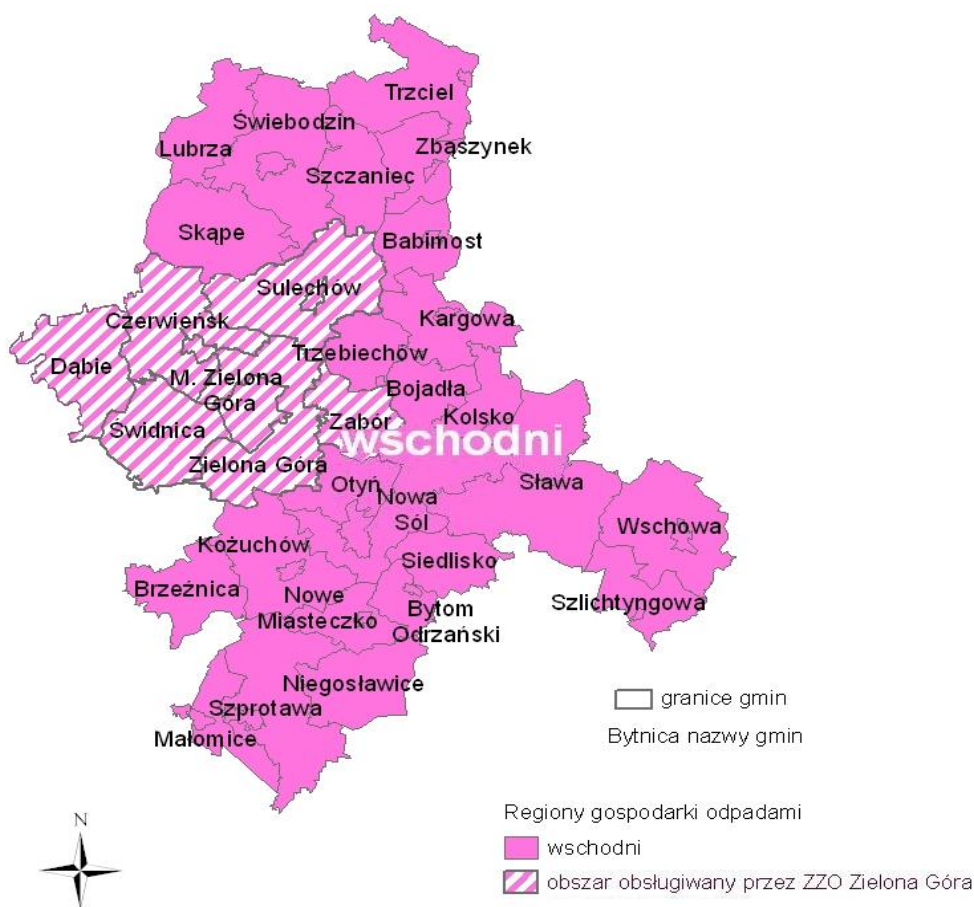 Trzciel
Świebodzin
Lubrza
Zbąszynek
Szczaniec
Skąpe
Babimost
Sulechów
Czerwieńsk
Kargowa
Trzebiechów
Dąbie
M. Zielona
Góra
Bojadła
Kolsko
Zabór
Świdnica
wschodni
Zielona Góra
Otyń
Sława
Nowa
Sól
Wschowa
Kożuchów
Siedlisko
Brzeźnica
Nowe
Miasteczko
Bytom
Odrzański
Szlichtyngowa
Niegosławice
Szprotawa
Małomice
granice gmin
Bytnica nazwy gmin
N
Regiony gospodarki odpadami
wschodni
obszar obsługiwany przez ZZO Zielona Góra